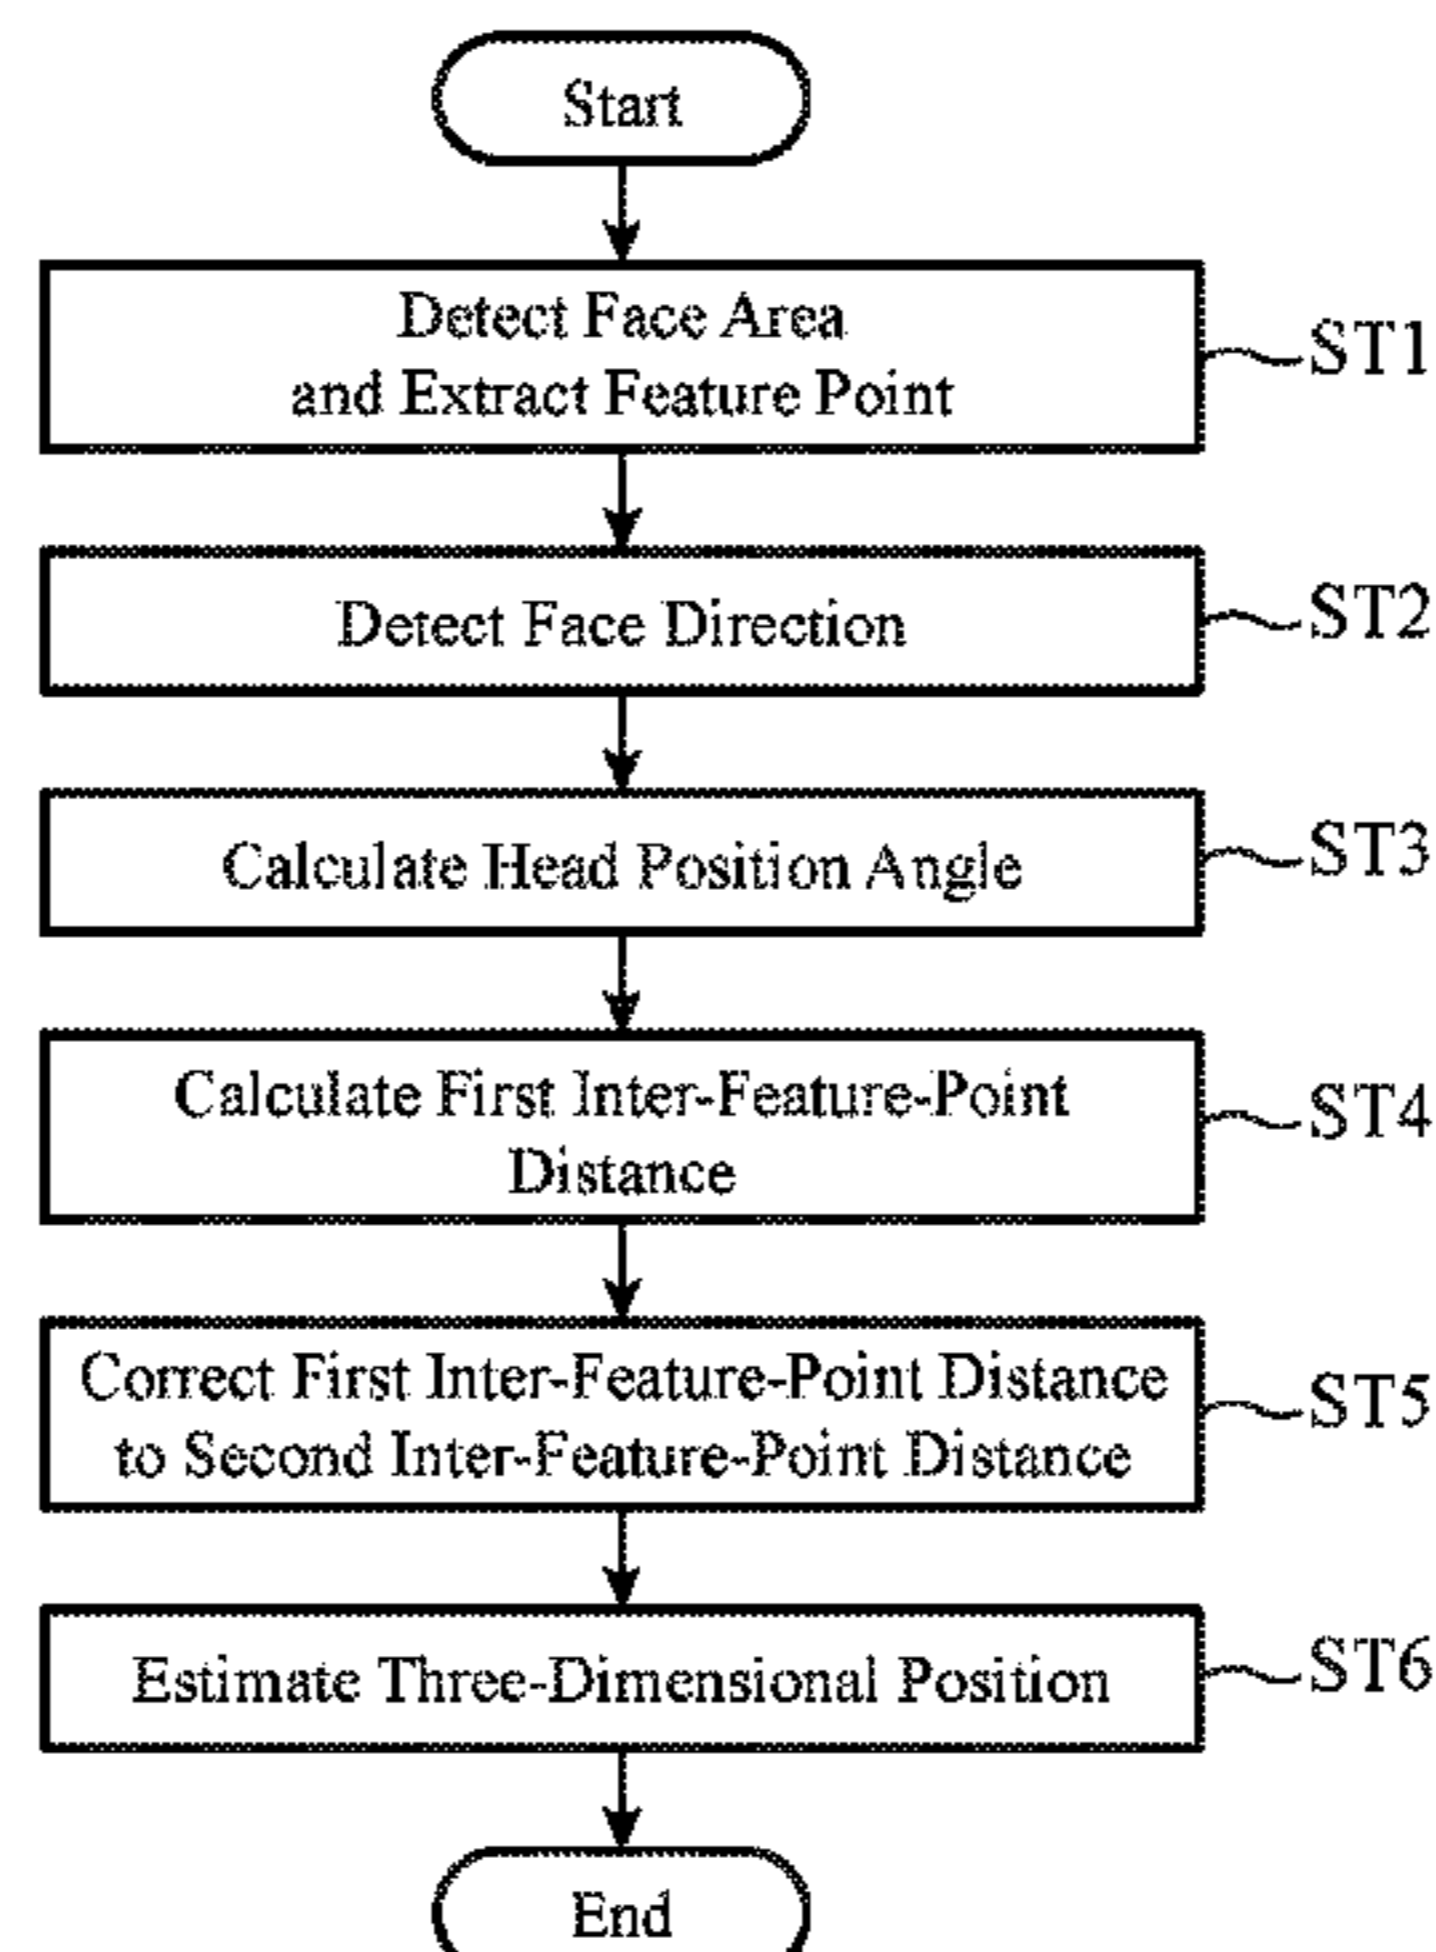 Start
Detect Face Area
and Extract Feature Point
ST1
Detect Face Direction
ST2
Calculate Head Position Angle
ST3
Calculate First Inter-Feature-Point
Distance
ST4
Correct First Inter-Feature-Point Distance
to Second Inter-Feature-Point Distance
ST5
Estimate Three-Dimensional Position
ST6
End